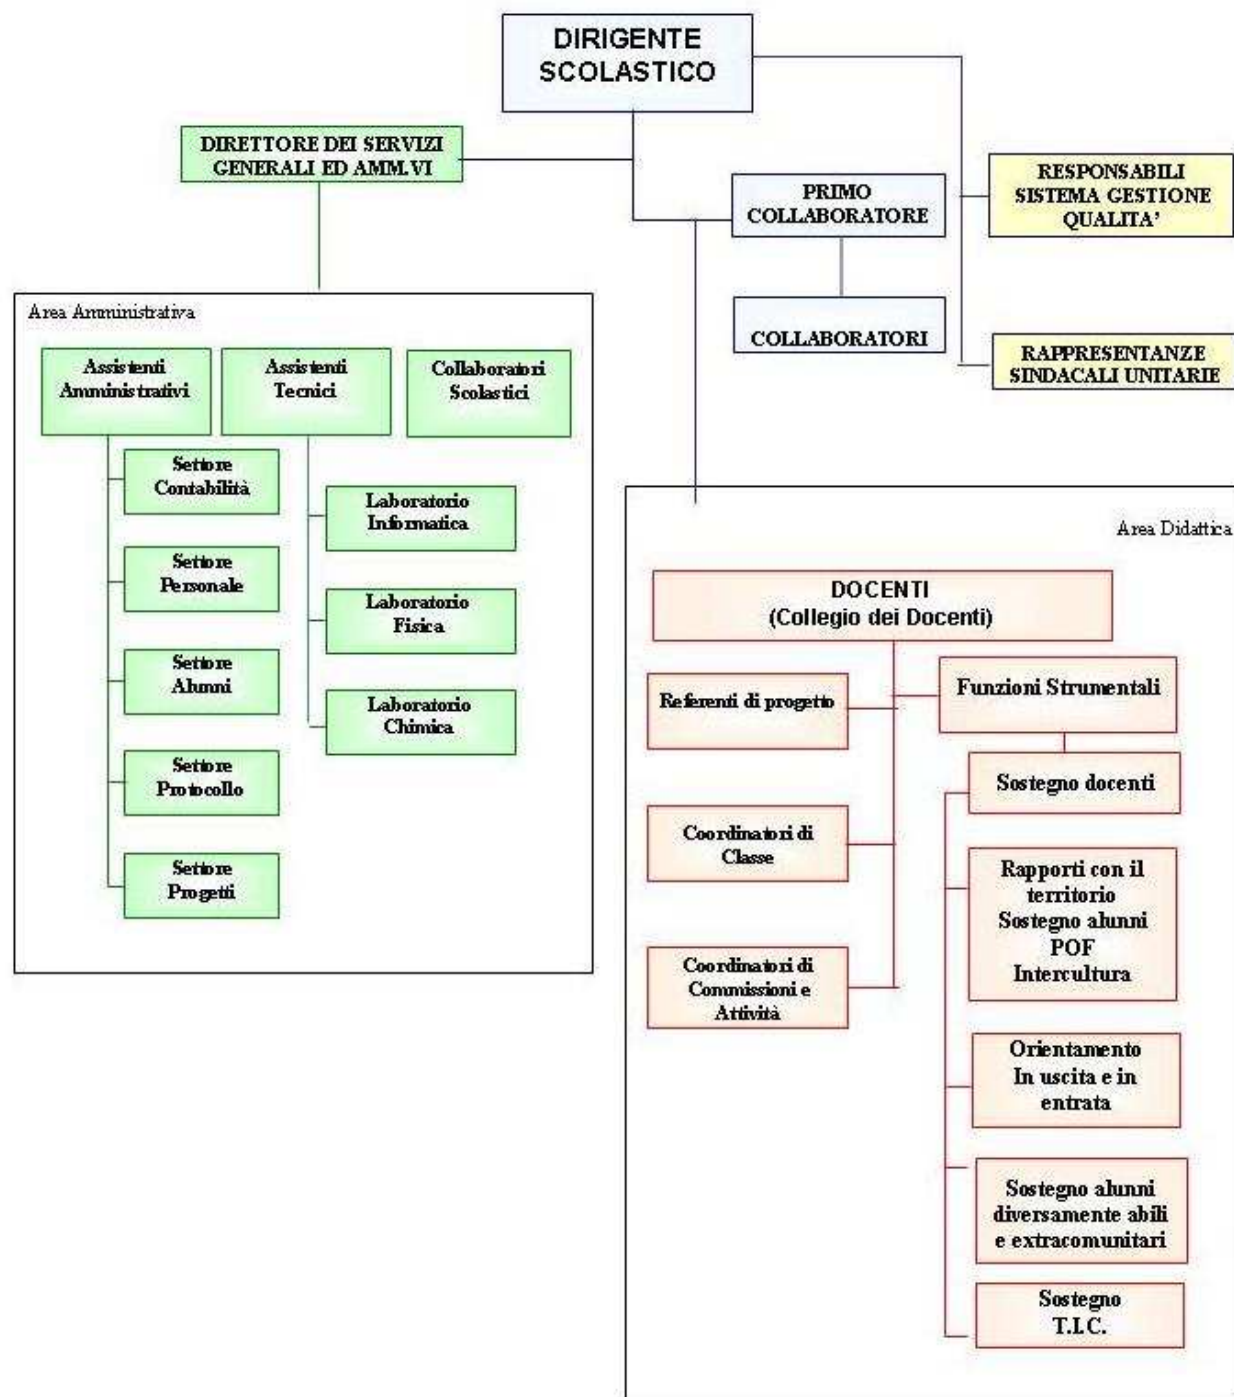 DIRIGENTE
SCOLASTICO
DIRETTORE DEI SERVIZI
GENERALI ED AMM.VI
PRIMO
COLLABORATORE
COLLABORATORI
RESPONSABILI
SISTEMA GESTIONE
QUALITA'
RAPPRESENTANZE
SINDACALI UNITARIE
Area Amministrativa
Assistenti
Amministrativi
Settore
Contabilità
Settore
Personale
Settore
Alunni
Settore
Protocollo
Settore
Progetti
Assistenti
Tecnici
Laboratorio
Informatica
Laboratorio
Fisica
Laboratorio
Chimica
Collaboratori
Scolastici
Area Didattica
DOCENTI
(Collegio dei Docenti)
Referenti di progetto
Coordinatori di
Classe
Coordinatori di
Commissioni e
Attività
Funzioni Strumentali
Sostegno docenti
Rapporti con il
territorio
Sostegno alunni
POF
Intercultura
Orientamento
In uscita e in
entrata
Sostegno alunni
diversamente abili
e extracomunitari
Sostegno
T.I.C.